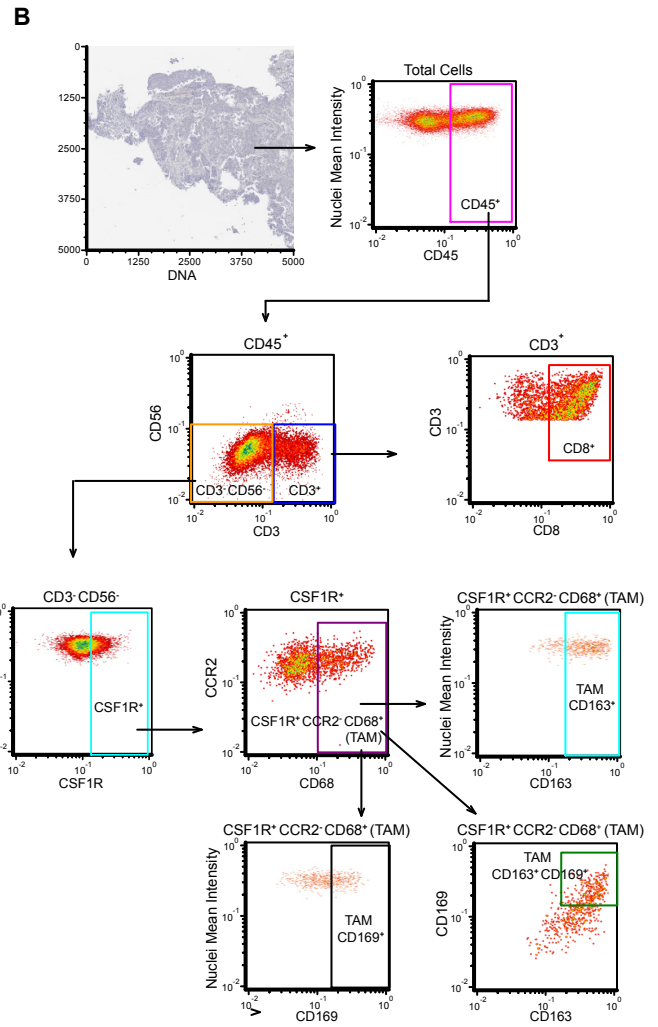 B
0
1250
2500
3750
5000
0 1250 2500 3750 5000
DNA
Total Cells
Nuclei Mean Intensity
10⁰
10⁻¹
10⁻²
CD45⁺
10⁻² 10⁻¹ 10⁰
CD45
CD45⁺
CD56
10⁰
10⁻¹
10⁻²
CD3⁻CD56⁻ CD3⁺
10⁻² 10⁻¹ 10⁰
CD3
CD3⁺
CD3
10⁰
10⁻¹
10⁻²
CD8⁺
10⁻² 10⁻¹ 10⁰
CD8
CD3⁻CD56⁻
10⁰
10⁻¹
10⁻²
CSF1R⁺
10⁻² 10⁻¹ 10⁰
CSF1R
CSF1R⁺
CCR2
10⁰
10⁻¹
10⁻²
CSF1R⁺CCR2⁻CD68⁺
(TAM)
10⁻² 10⁻¹ 10⁰
CD68
CSF1R⁺CCR2⁻CD68⁺(TAM)
Nuclei Mean Intensity
10⁰
10⁻¹
10⁻²
TAM
CD163⁺
10⁻² 10⁻¹ 10⁰
CD163
CSF1R⁺CCR2⁻CD68⁺(TAM)
Nuclei Mean Intensity
10⁰
10⁻¹
10⁻²
TAM
CD169⁺
10⁻² 10⁻¹ 10⁰
CD169
CSF1R⁺CCR2⁻CD68⁺(TAM)
CD169
10⁰
10⁻¹
10⁻²
TAM
CD163⁺CD169⁺
10⁻² 10⁻¹ 10⁰
CD163